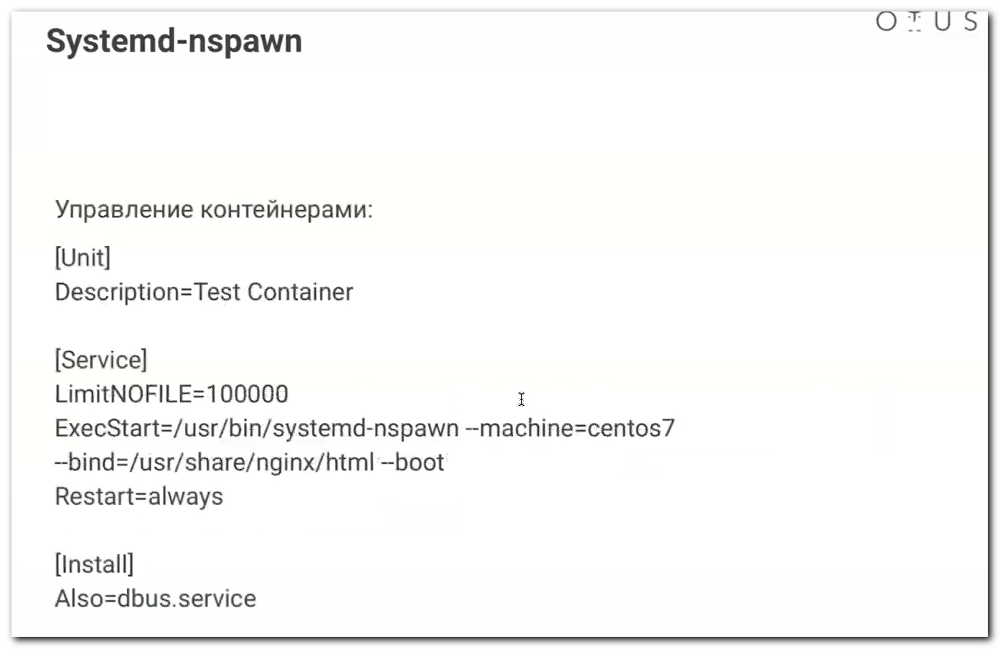 OTUS
Systemd-nspawn
Управление контейнерами:
[Unit]
Description=Test Container
[Service]
LimitNOFILE=100000
ExecStart=/usr/bin/systemd-nspawn --machine=centos7
--bind=/usr/share/nginx/html --boot
Restart=always
[Install]
Also=dbus.service